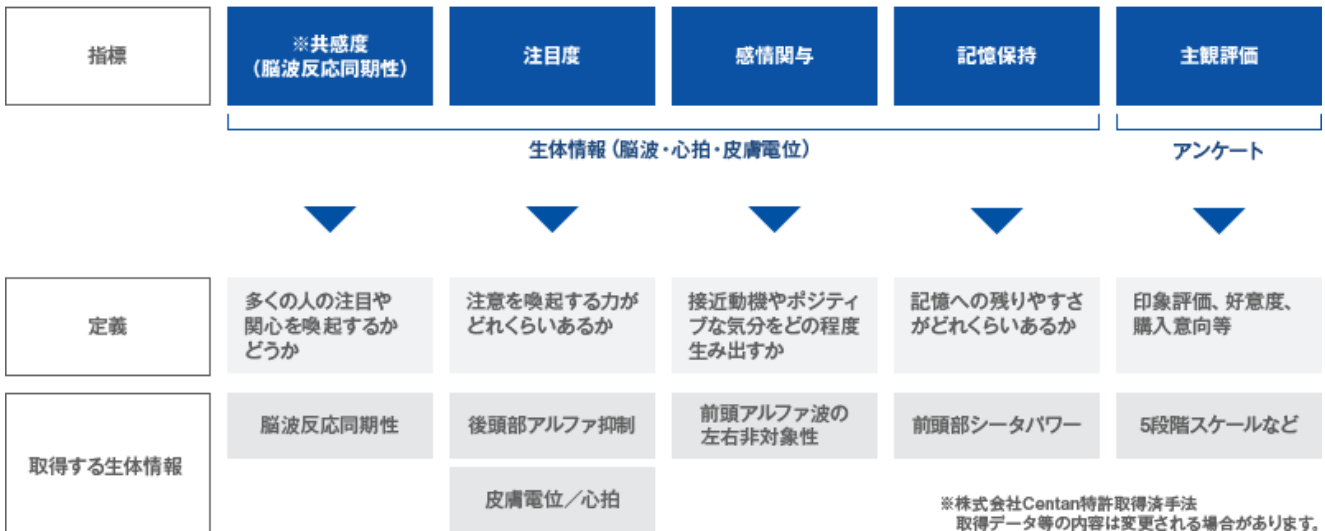 指標
※共感度
（脳波反応同期性）
注目度
感情関与
記憶保持
主観評価
生体情報（脳波・心拍・皮膚電位）
アンケート
定義
多くの人の注目や
関心を喚起するか
どうか
注意を喚起する力が
どれくらいあるか
接近動機やポジティ
ブな気分をどの程度
生み出すか
記憶への残りやすさ
がどれくらいあるか
印象評価、好意度、
購入意向等
取得する生体情報
脳波反応同期性
後頭部アルファ抑制
前頭アルファ波の
左右非対象性
前頭部シータパワー
5段階スケールなど
皮膚電位／心拍
※株式会社Centan特許取得済手法
取得データ等の内容は変更される場合があります。